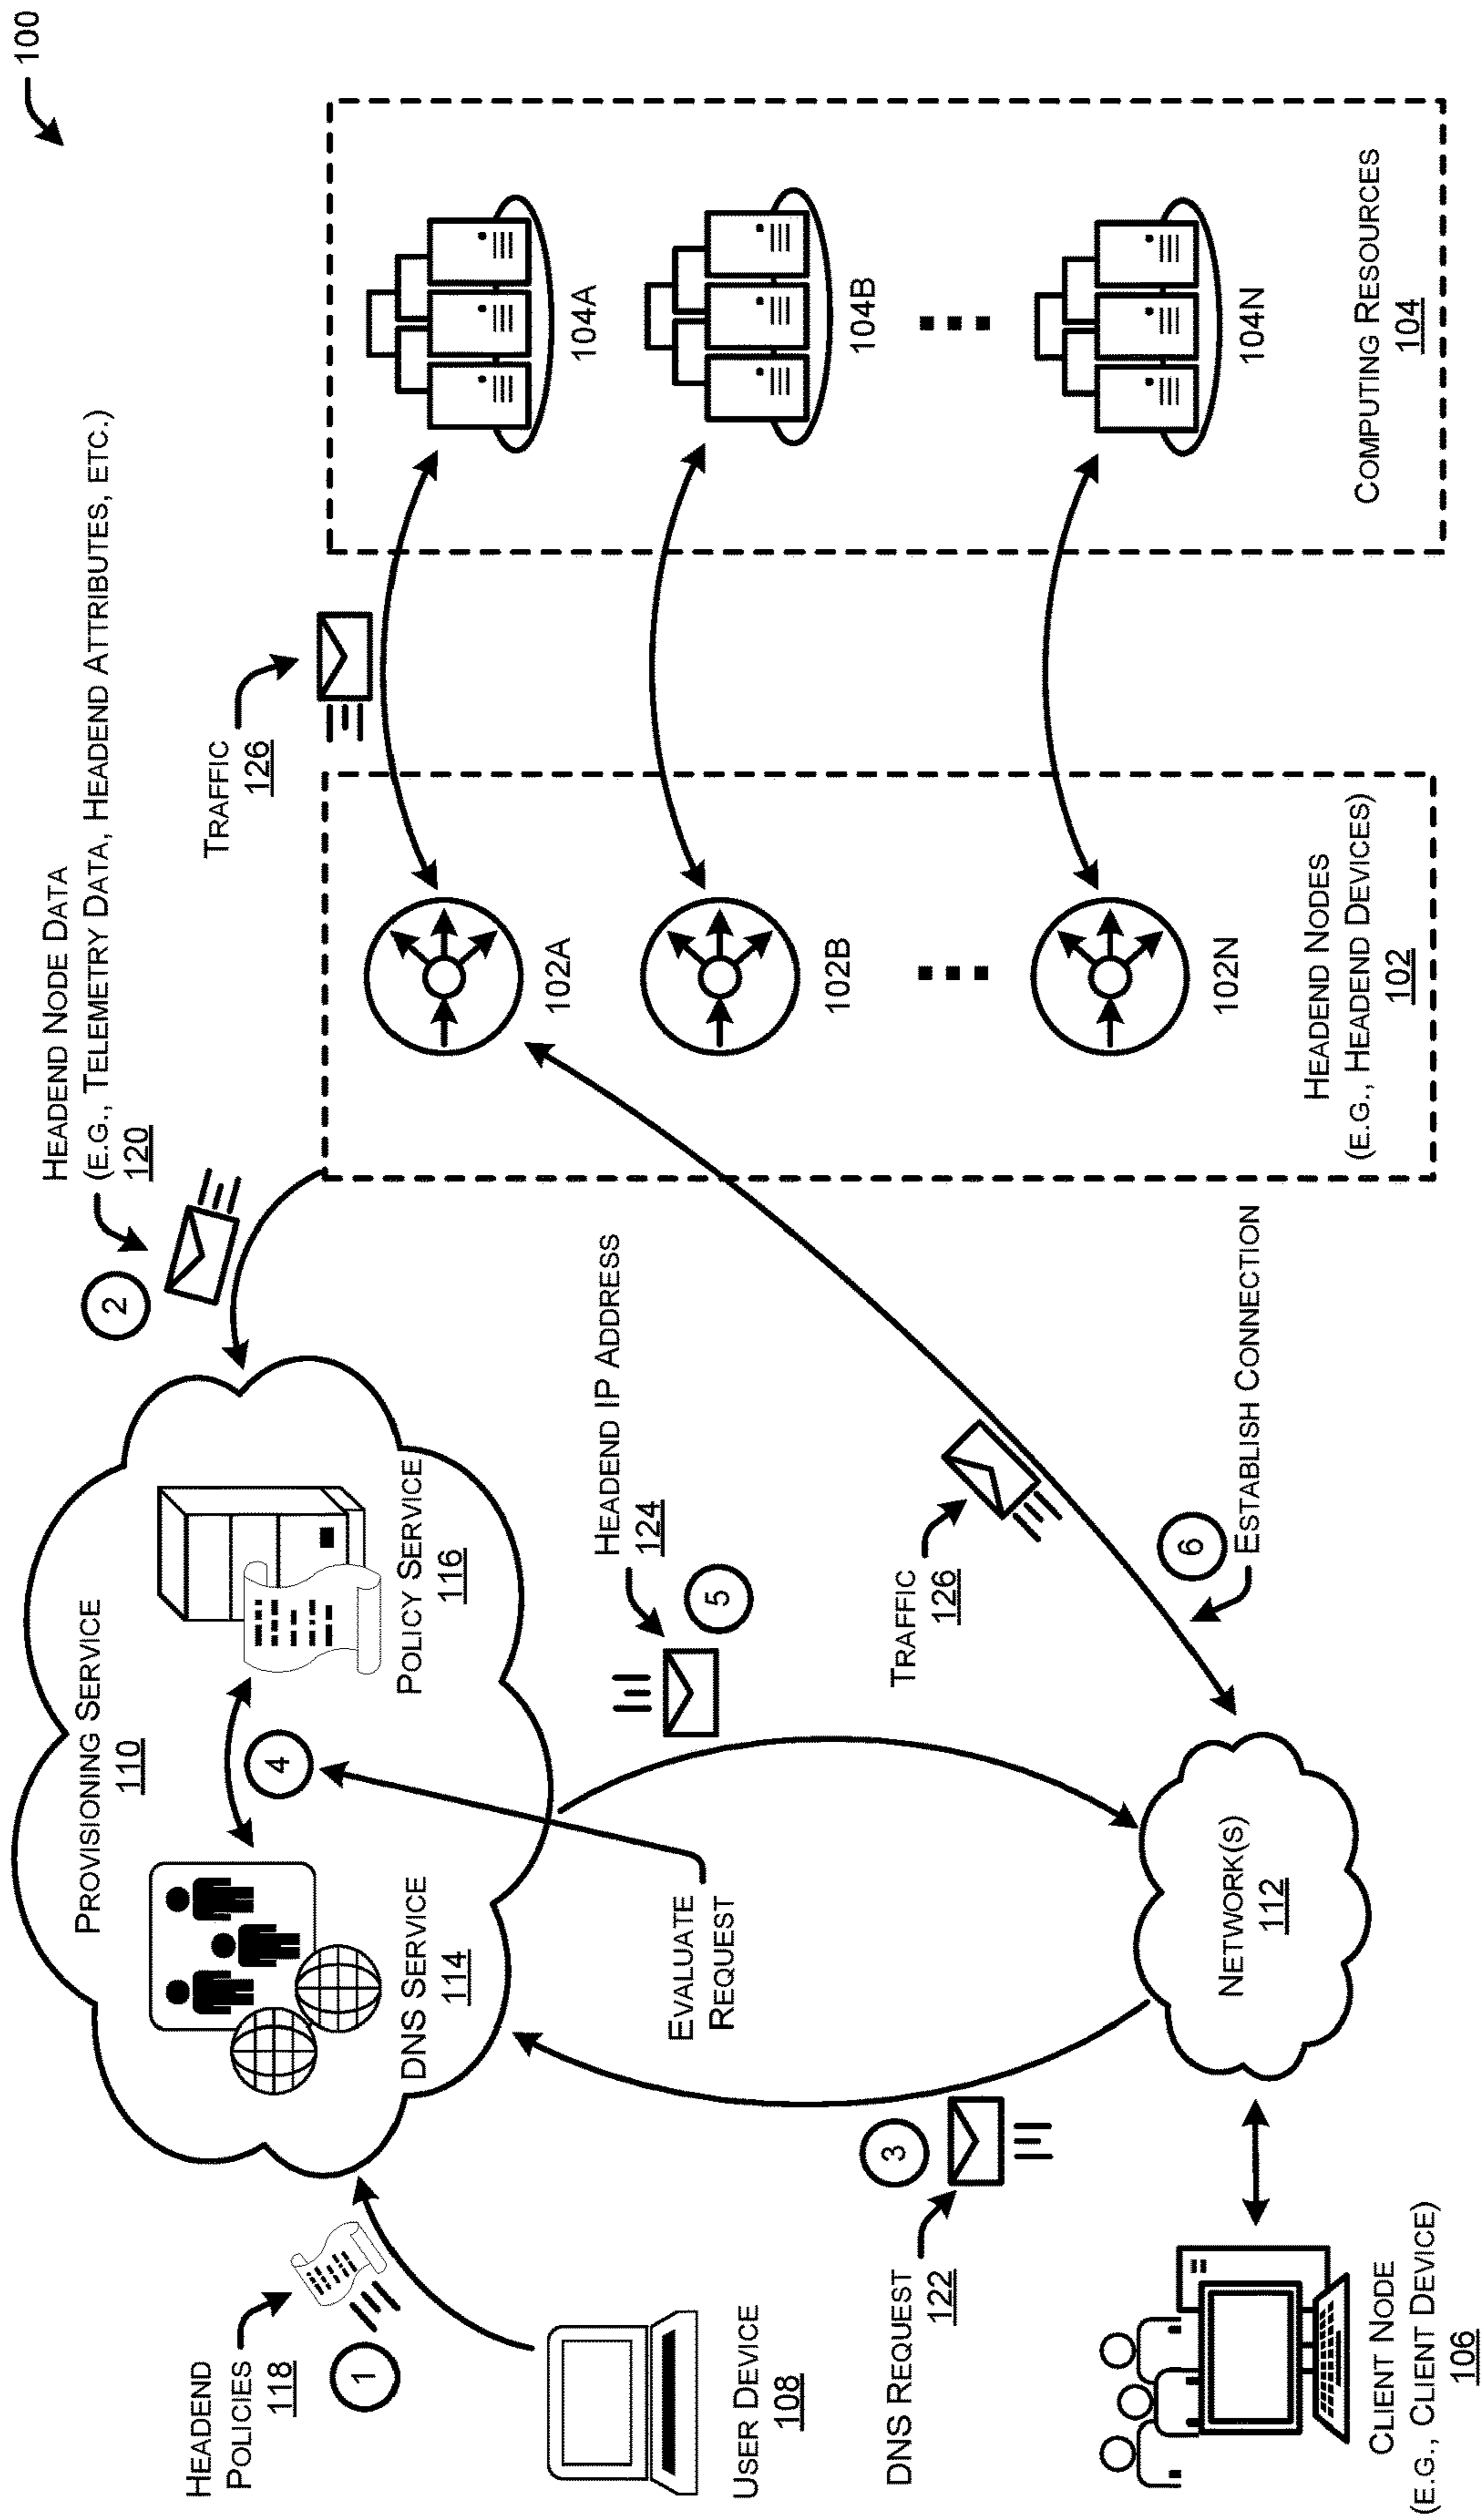 100
HEADEND NODE DATA
(E.G., TELEMETRY DATA, HEADEND ATTRIBUTES, ETC.)
120
2
PROVISIONING SERVICE
110
HEADEND
POLICIES
118
1
4
DNS SERVICE
114
POLICY SERVICE
116
TRAFFIC
126
102A
104A
USER DEVICE
108
EVALUATE
REQUEST
HEADEND IP ADDRESS
124
5
102B
104B
DNS REQUEST
122
3
TRAFFIC
126
6
ESTABLISH CONNECTION
NETWORK(S)
112
102N
104N
CLIENT NODE
(E.G., CLIENT DEVICE)
106
HEADEND NODES
(E.G., HEADEND DEVICES)
102
COMPUTING RESOURCES
104